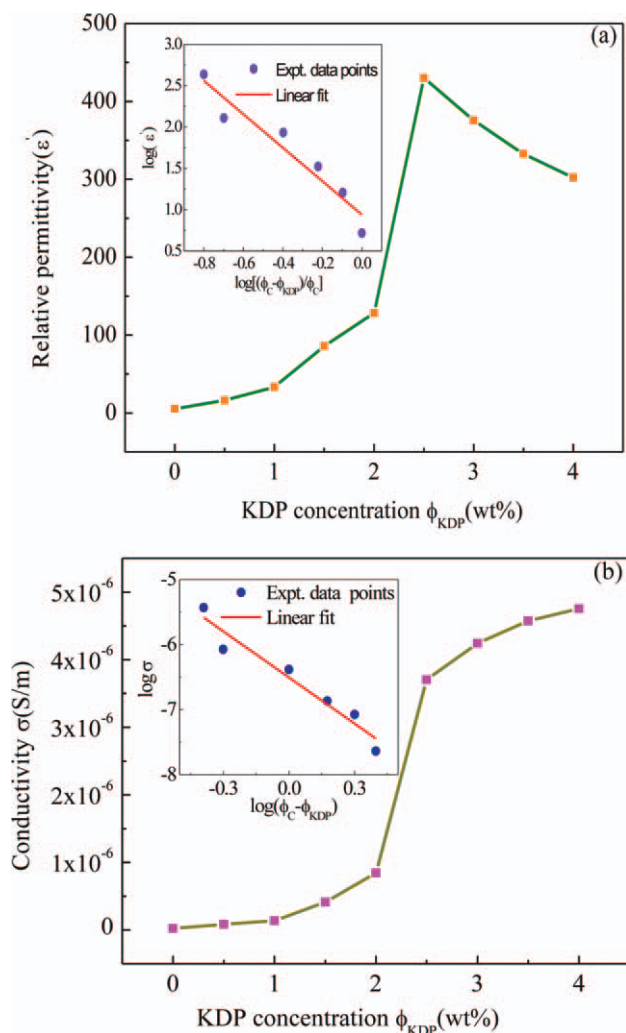 (a)
Relative permittivity(ε')
500
400
300
200
100
0
3.0
2.5
2.0
1.5
1.0
0.5
log(ε')
Expt. data points
Linear fit
-0.8 -0.6 -0.4 -0.2 0.0
log[(ϕC-ϕKDP)/ϕC]
0 1 2 3 4
KDP concentration ϕKDP(wt%)
(b)
Conductivity σ(S/m)
5x10-6
4x10-6
3x10-6
2x10-6
1x10-6
0
-5
-6
-7
-8
log σ
Expt. data points
Linear fit
-0.3 0.0 0.3
log(ϕC-ϕKDP)
0 1 2 3 4
KDP concentration ϕKDP(wt%)